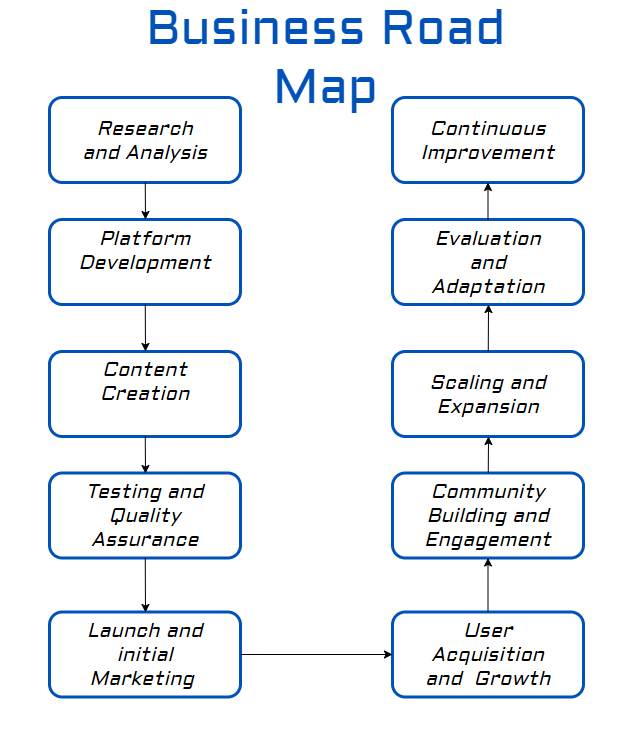 Business Road
Map
Research
and Analysis
Platform
Development
Content
Creation
Testing and
Quality
Assurance
Launch and
initial
Marketing
User
Acquisition
and  Growth
Community
Building and
Engagement
Scaling and
Expansion
Evaluation
and
Adaptation
Continuous
Improvement